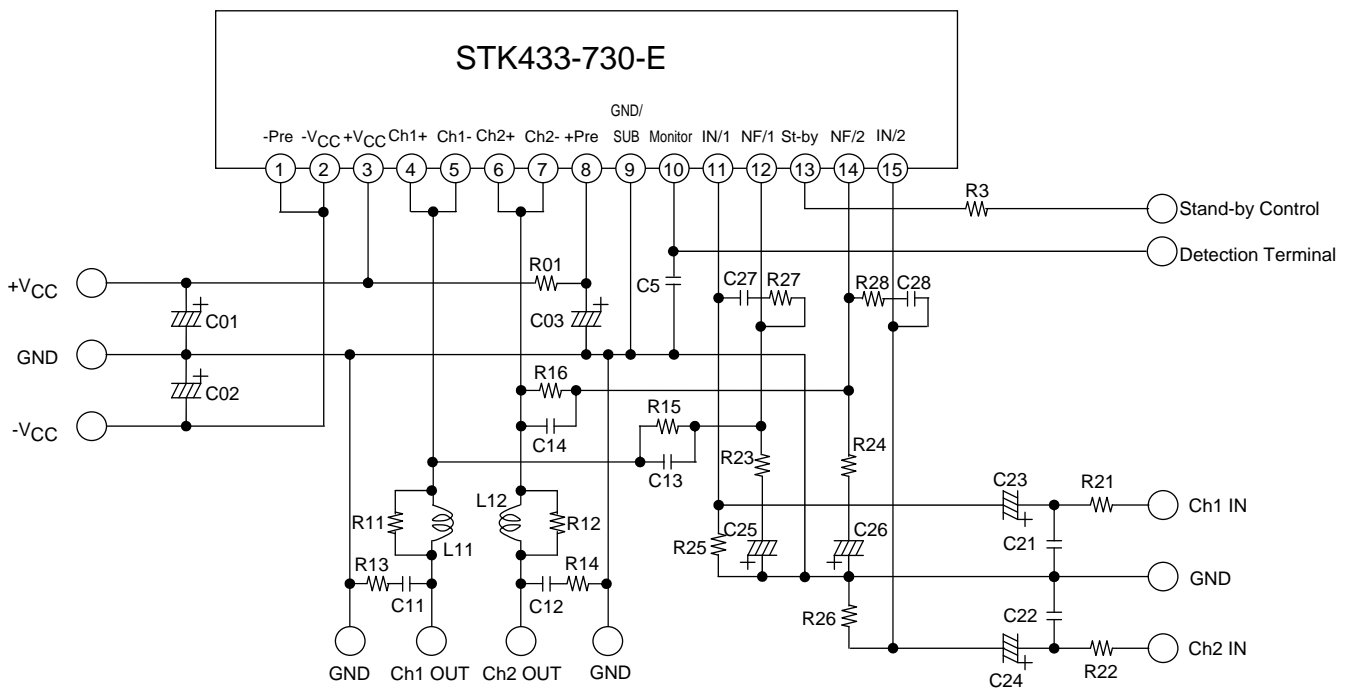 STK433-730-E
GND/
-Pre -VCC +VCC Ch1+ Ch1- Ch2+ Ch2- +Pre SUB Monitor IN/1 NF/1 St-by NF/2 IN/2
1 2 3 4 5 6 7 8 9 10 11 12 13 14 15
R3
Stand-by Control
Detection Terminal
+VCC
R01
C5
C27 R27
R28 C28
+
C01
C03
+
GND
+
C02
R16
-VCC
C14
R15
C13
R23
R24
C23
R21
Ch1 IN
+
R11
L11
L12
R12
R25
C25
+
C26
+
C21
R13
C11
C12
R14
GND
R26
C22
Ch2 IN
+
C24
R22
GND
Ch1 OUT
Ch2 OUT
GND